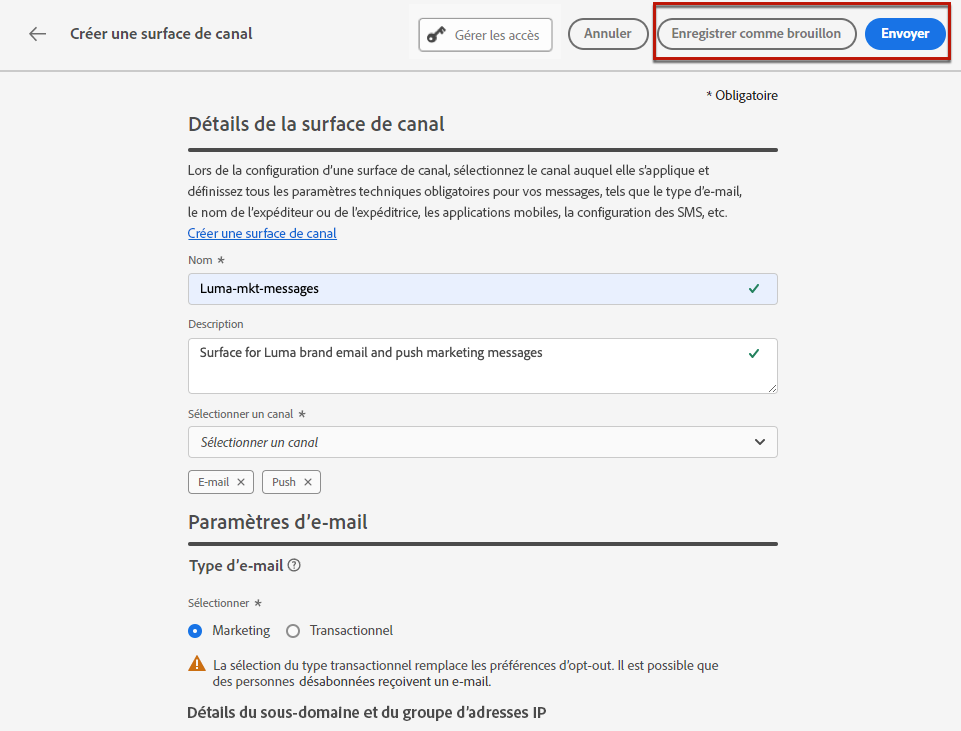 Créer une surface de canal
Gérer les accès
Annuler
Enregistrer comme brouillon
Envoyer
* Obligatoire
Détails de la surface de canal
Lors de la configuration d’une surface de canal, sélectionnez le canal auquel elle s’applique et
définissez tous les paramètres techniques obligatoires pour vos messages, tels que le type d’e-mail,
le nom de l’expéditeur ou de l’expéditrice, les applications mobiles, la configuration des SMS, etc.
Créer une surface de canal
Nom *
Luma-mkt-messages
Description
Surface for Luma brand email and push marketing messages
Sélectionner un canal *
Sélectionner un canal
E-mail ×
Push ×
Paramètres d’e-mail
Type d’e-mail ?
Sélectionner *
Marketing
Transactionnel
La sélection du type transactionnel remplace les préférences d’opt-out. Il est possible que
des personnes désabonnées reçoivent un e-mail.
Détails du sous-domaine et du groupe d’adresses IP